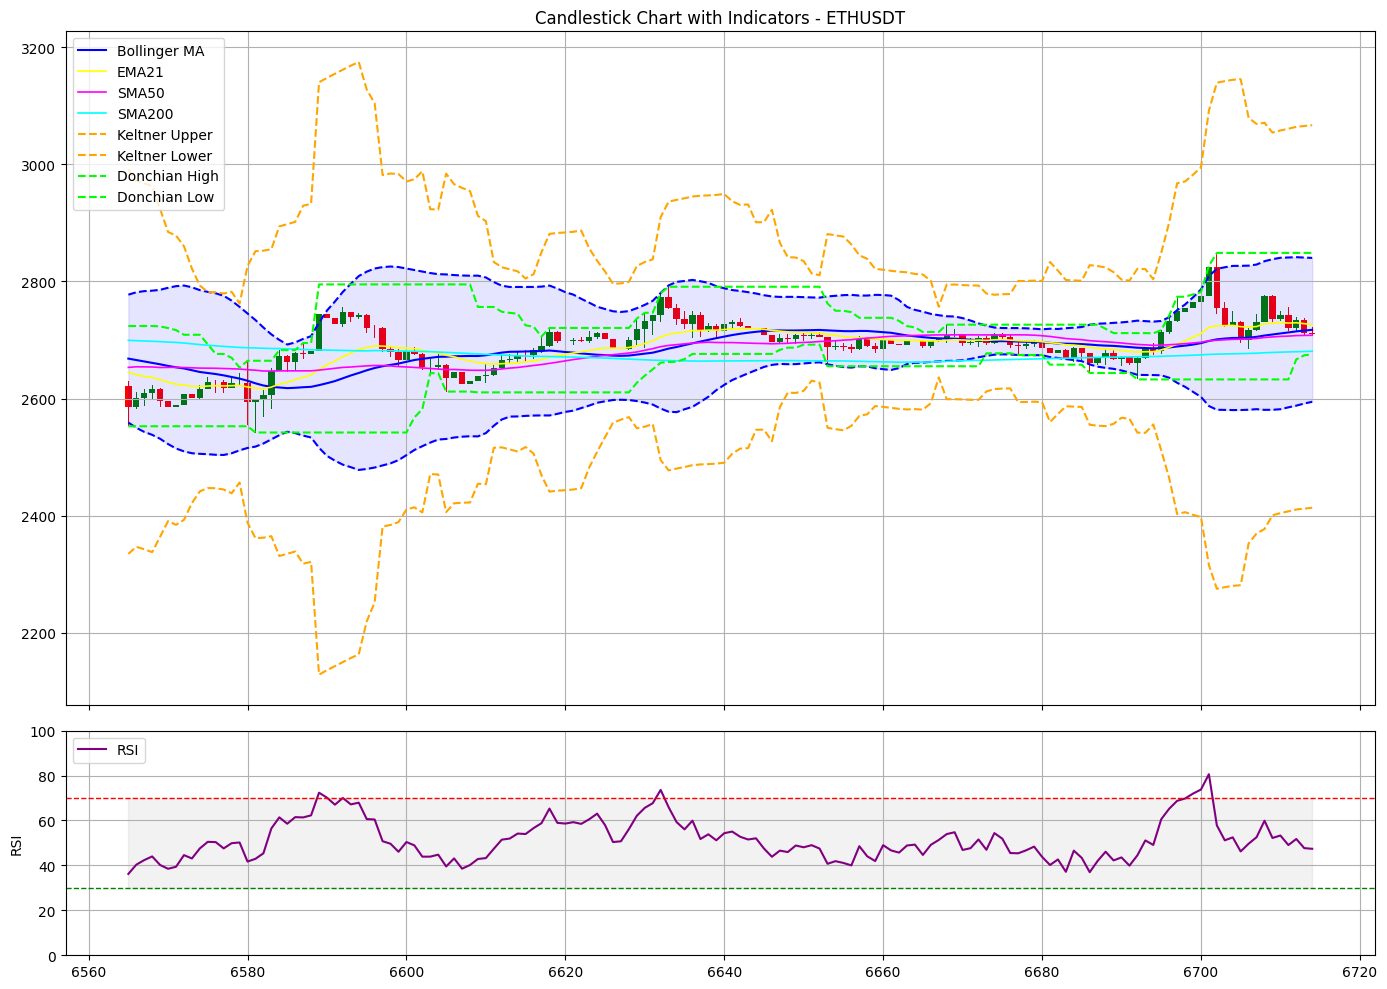 Candlestick Chart with Indicators - ETHUSDT
Bollinger MA
EMA21
SMA50
SMA200
Keltner Upper
Keltner Lower
Donchian High
Donchian Low
3200
3000
2800
2600
2400
2200
RSI
100
80
60
40
20
0
RSI
6560 6580 6600 6620 6640 6660 6680 6700 6720